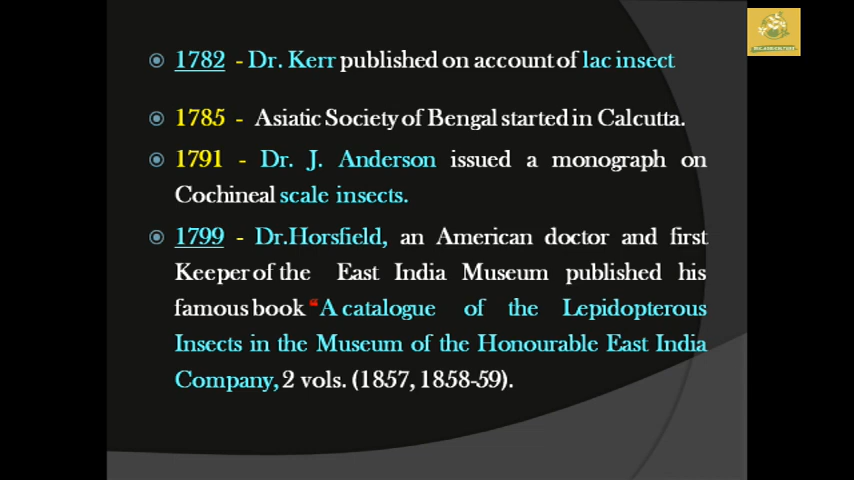 1782 - Dr. Kerr published on account of lac insect
1785 - Asiatic Society of Bengal started in Calcutta.
1791 - Dr. J. Anderson issued a monograph on
Cochineal scale insects.
1799 - Dr.Horsfield, an American doctor and first
Keeper of the East India Museum published his
famous book “A catalogue of the Lepidopterous
Insects in the Museum of the Honourable East India
Company, 2 vols. (1857, 1858-59).